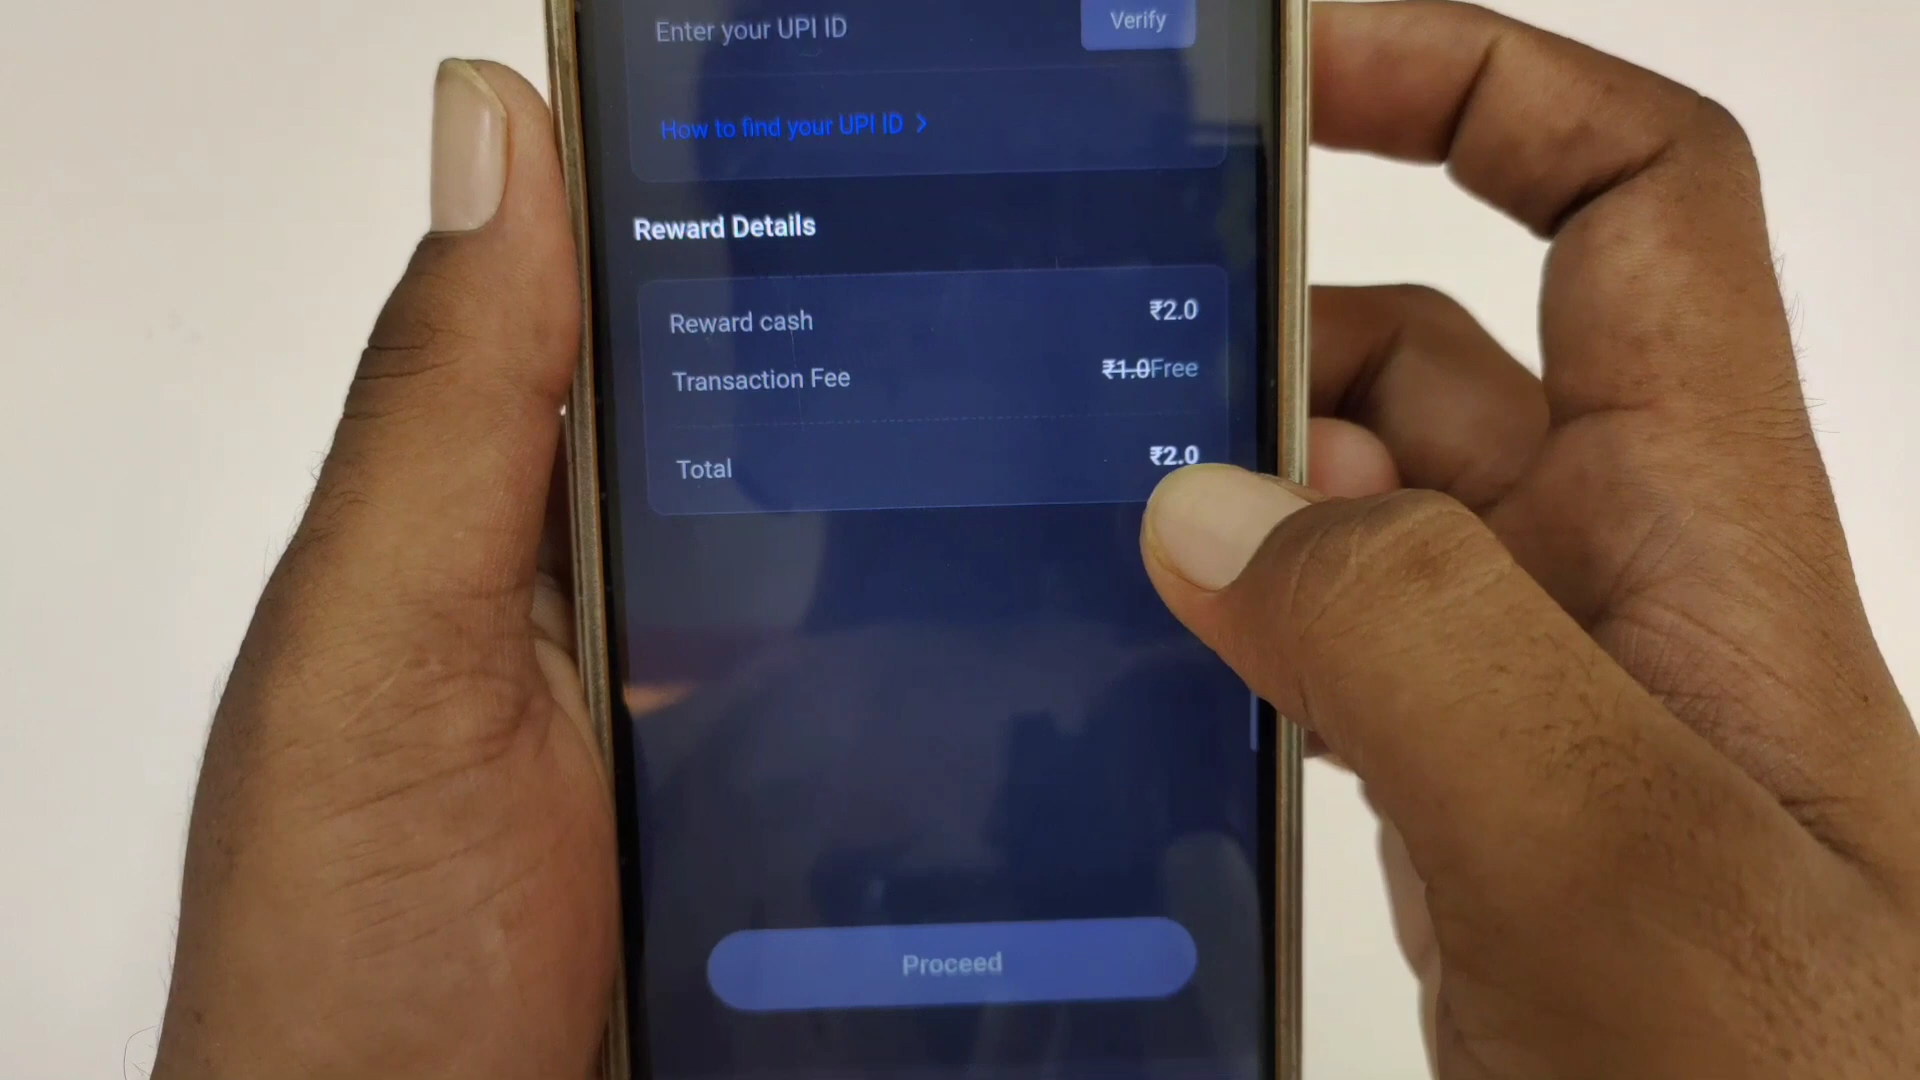 Enter your UPI ID
Verify
How to find your UPI ID >
Reward Details
Reward cash ₹2.0
Transaction Fee ₹1.0Free
Total ₹2.0
Proceed